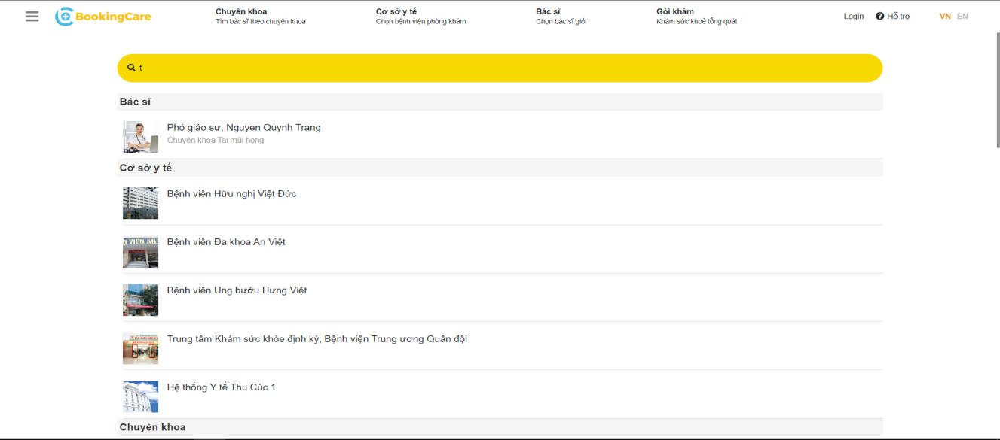 BookingCare
Chuyên khoa
Tìm bác sĩ theo chuyên khoa
Cơ sở y tế
Chọn bệnh viện phòng khám
Bác sĩ
Chọn bác sĩ giỏi
Gói khám
Khám sức khoẻ tổng quát
Login
Hỗ trợ
VN EN
t
Bác sĩ
Phó giáo sư, Nguyen Quynh Trang
Chuyên khoa Tai mũi họng
Cơ sở y tế
Bệnh viện Hữu nghị Việt Đức
Bệnh viện Đa khoa An Việt
Bệnh viện Ung bướu Hưng Việt
Trung tâm Khám sức khỏe định kỳ, Bệnh viện Trung ương Quân đội
Hệ thống Y tế Thu Cúc 1
Chuyên khoa